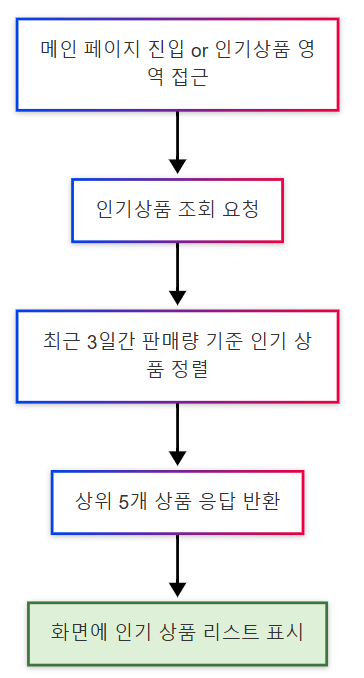 메인 페이지 진입 or 인기상품 영
역 접근
인기상품 조회 요청
최근 3일간 판매량 기준 인기 상
품 정렬
상위 5개 상품 응답 반환
화면에 인기 상품 리스트 표시